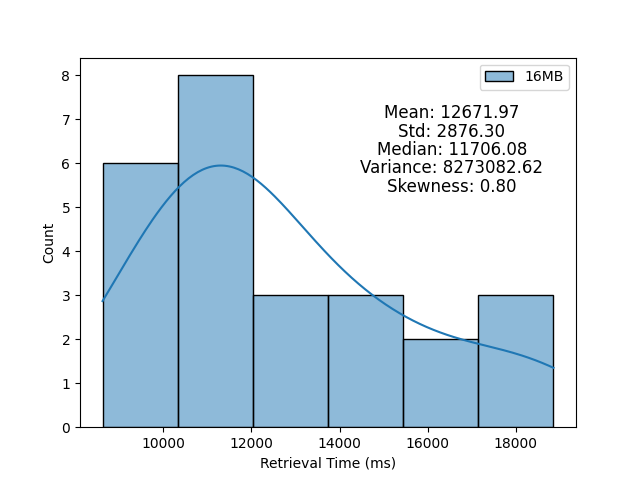 16MB
Mean: 12671.97
Std: 2876.30
Median: 11706.08
Variance: 8273082.62
Skewness: 0.80
8
7
6
5
4
3
2
1
0
Count
10000 12000 14000 16000 18000
Retrieval Time (ms)